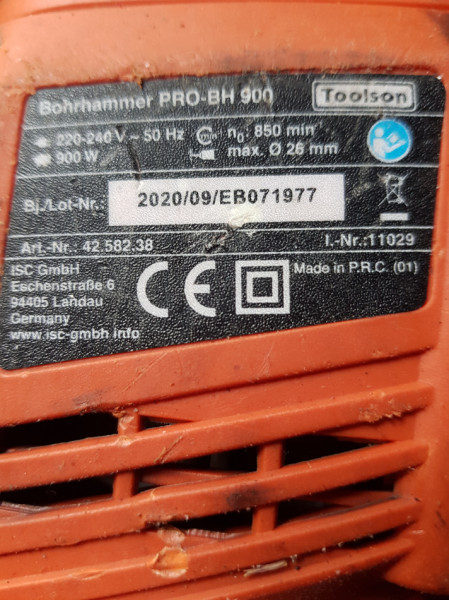 Bohrhammer PRO-BH 900
Toolson
220-240 V ~ 50 Hz
n0: 850 min-1
900 W
max. Ø 26 mm
Bj./Lot-Nr.:
2020/09/EB071977
Art.-Nr.: 42.582.38
I.-Nr.:11029
ISC GmbH
Eschenstraße 6
94405 Landau
Germany
www.isc-gmbh.info
CE
Made in P.R.C. (01)